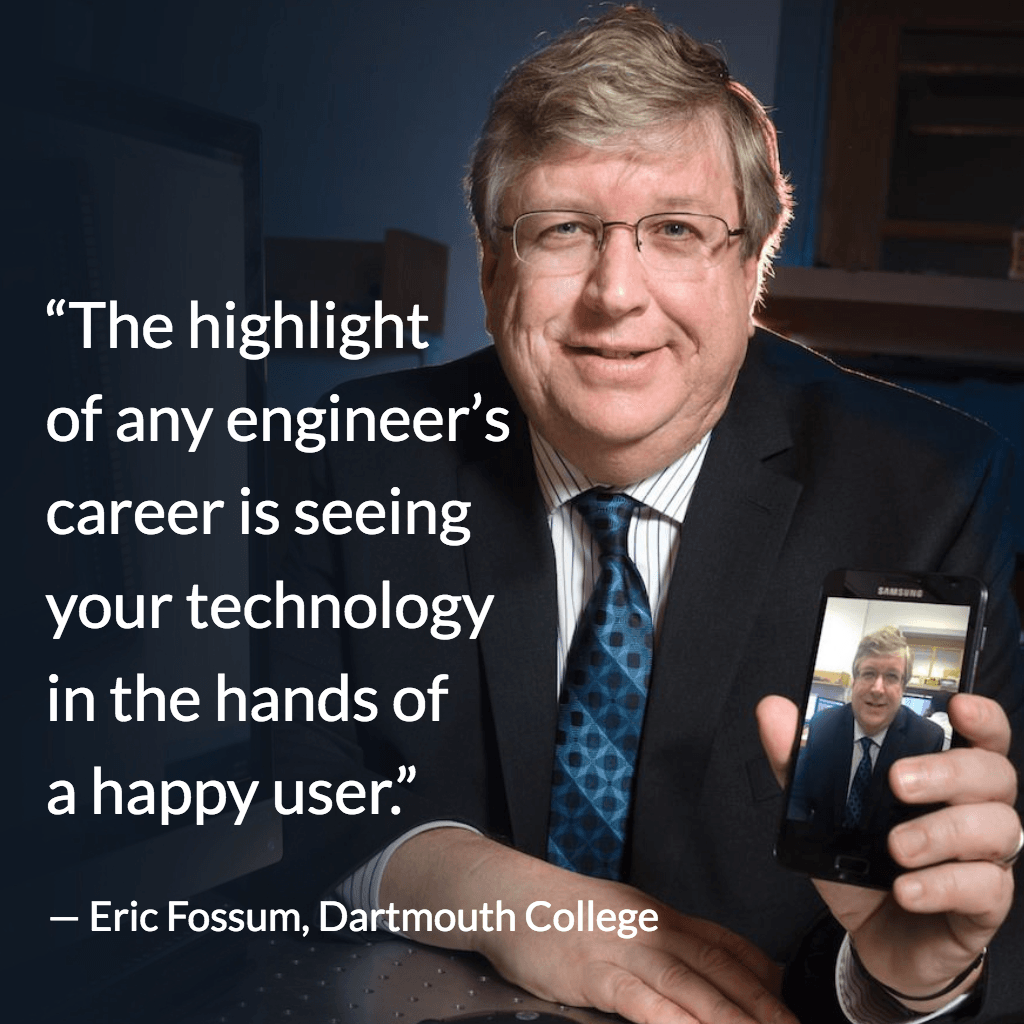 “The highlight
of any engineer’s
career is seeing
your technology
in the hands of
a happy user.”
— Eric Fossum, Dartmouth College
SAMSUNG